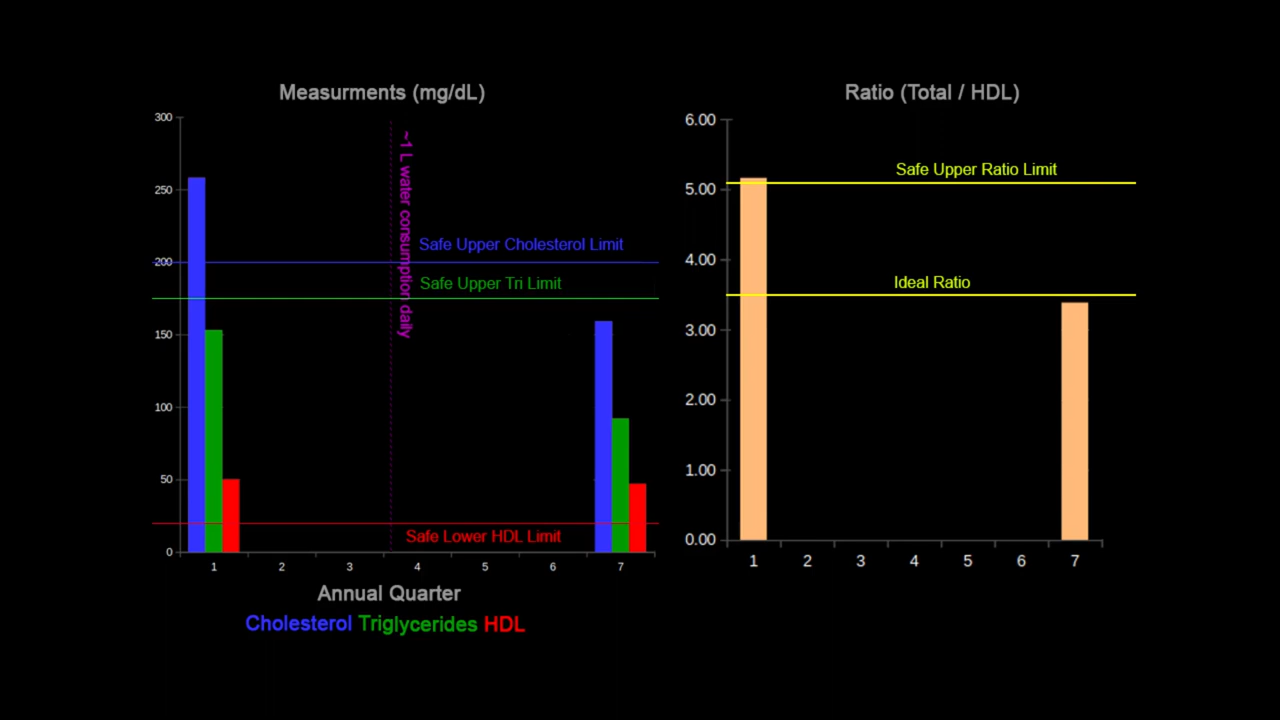 Measurments (mg/dL)
300
250
200
150
100
50
0
~1 L water consumption daily
Safe Upper Cholesterol Limit
Safe Upper Tri Limit
Safe Lower HDL Limit
1 2 3 4 5 6 7
Annual Quarter
Cholesterol Triglycerides HDL
Ratio (Total / HDL)
6.00
5.00
4.00
3.00
2.00
1.00
0.00
Safe Upper Ratio Limit
Ideal Ratio
1 2 3 4 5 6 7